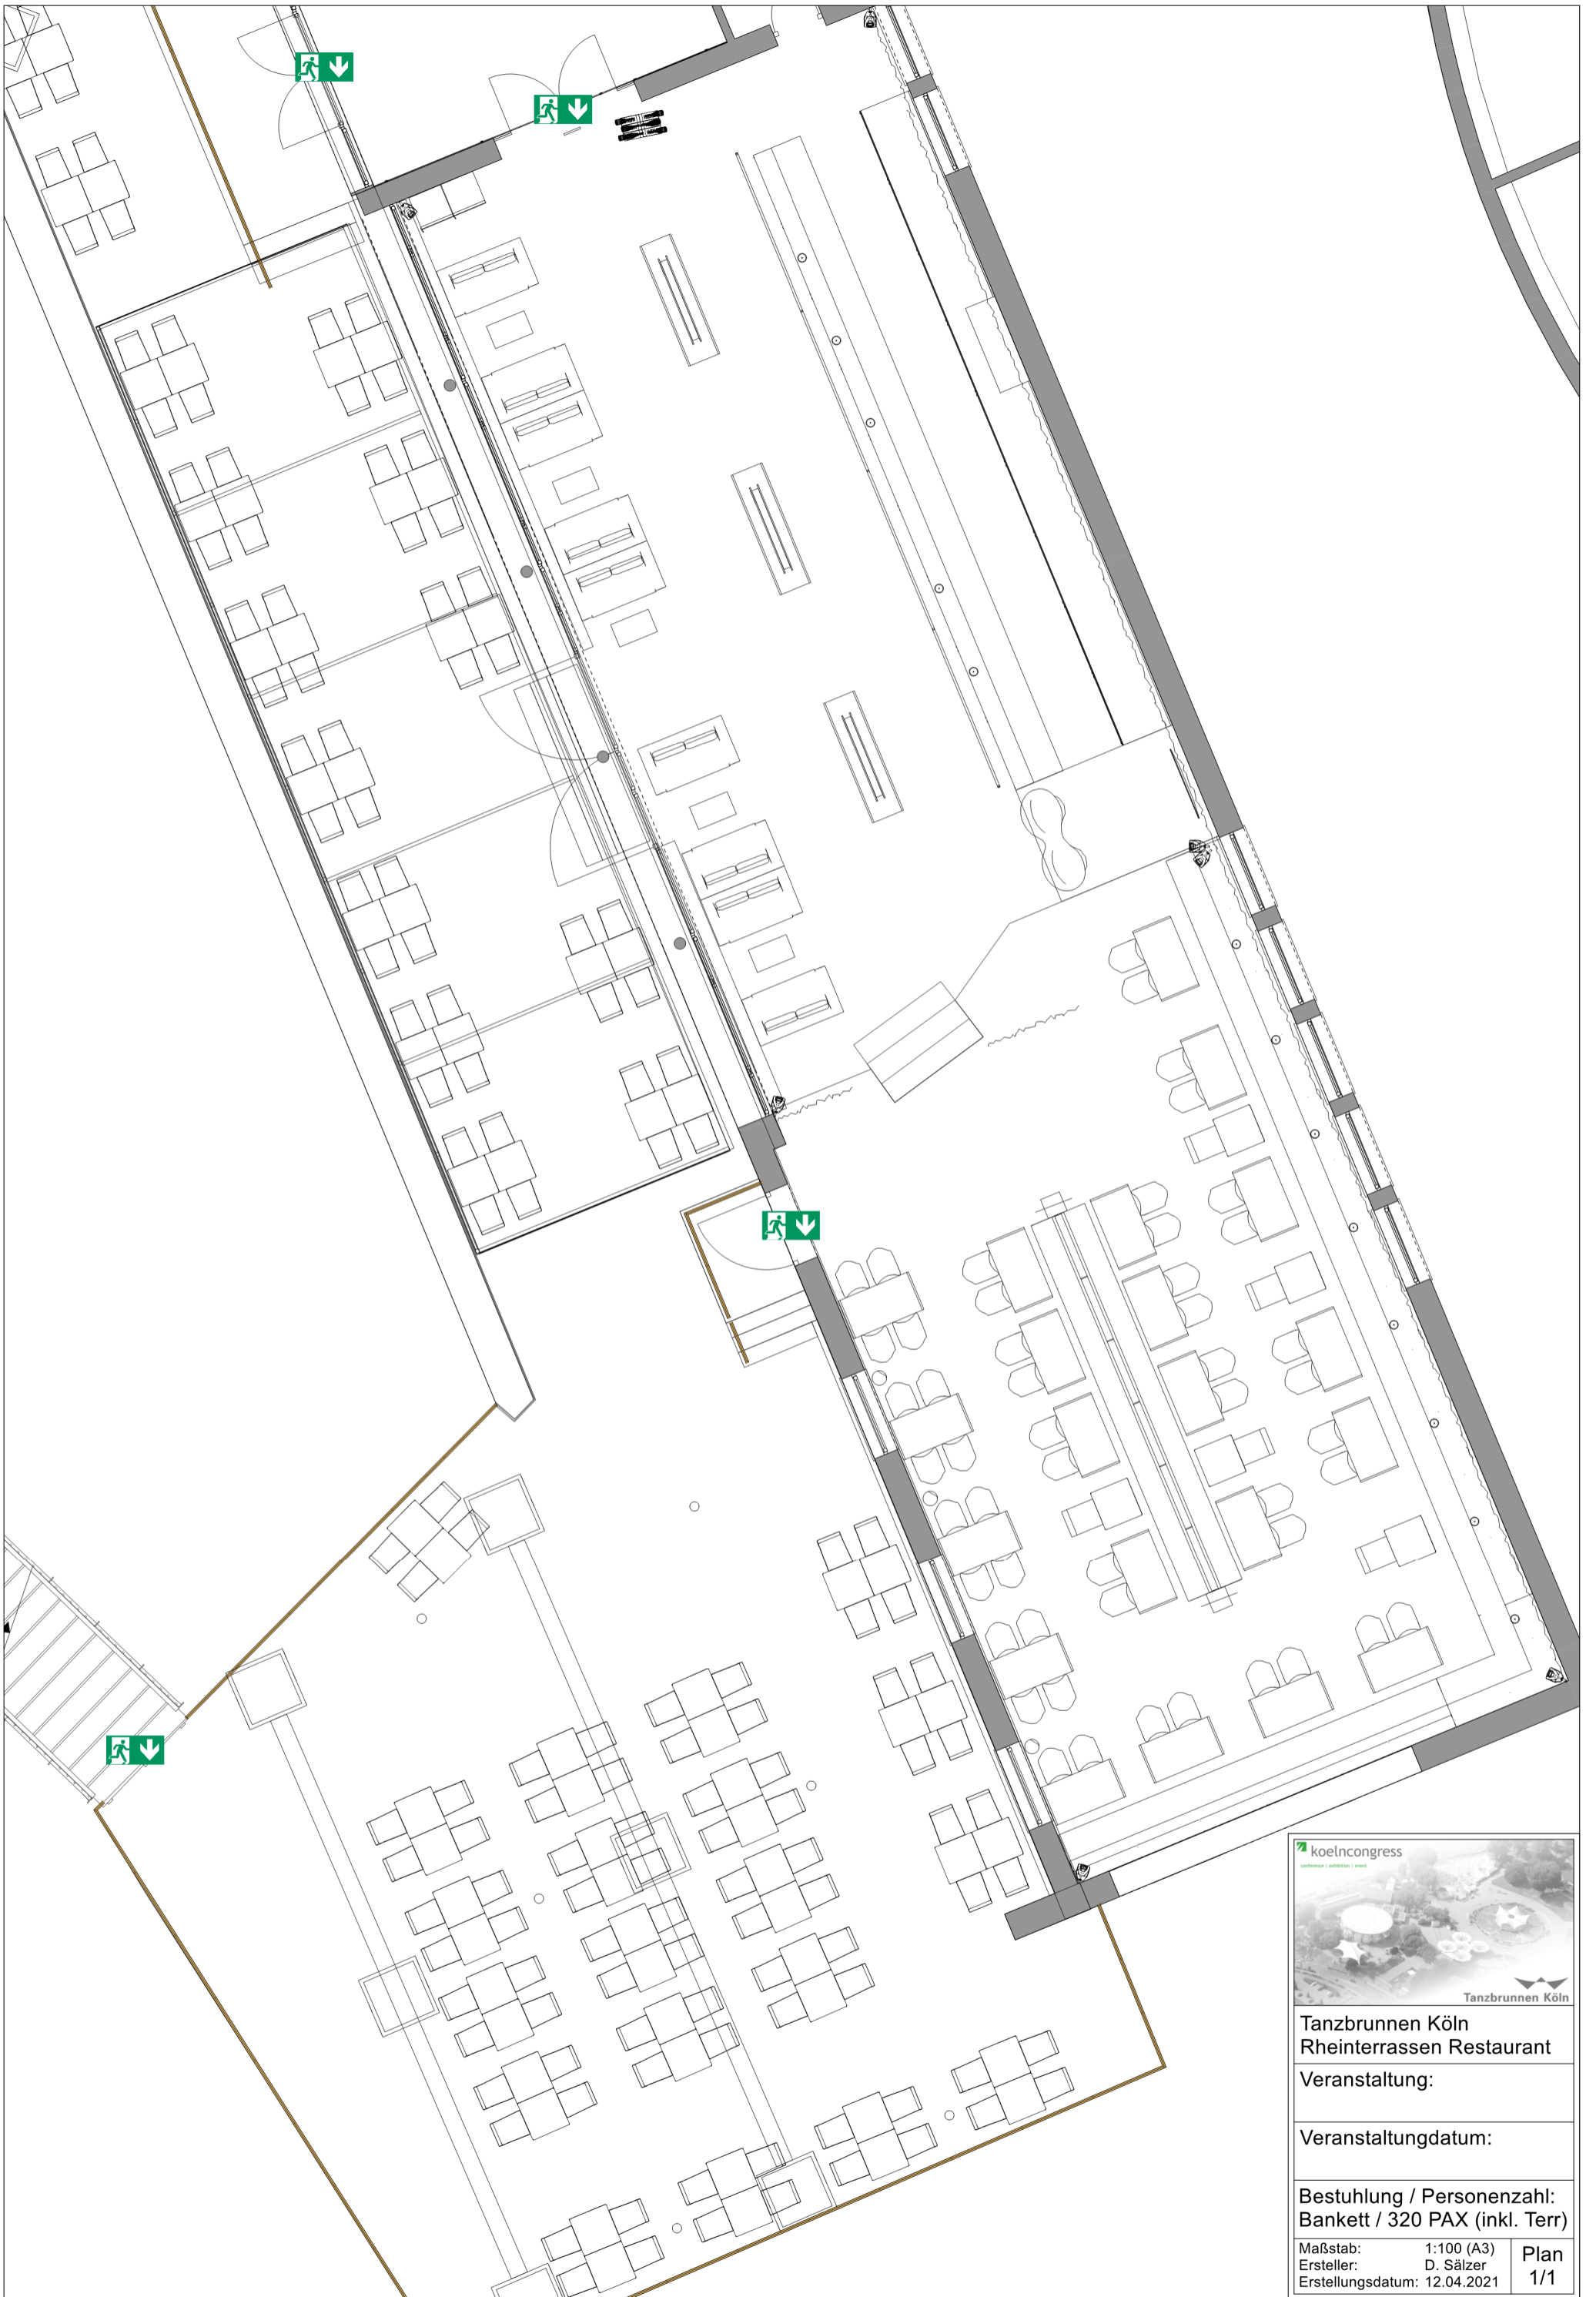 koelncongress
conference | exhibition | event
Tanzbrunnen Köln
Tanzbrunnen Köln
Rheinterrassen Restaurant
Veranstaltung:
Veranstaltungdatum:
Bestuhlung / Personenzahl:
Bankett / 320 PAX (inkl. Terr)
Maßstab: 1:100 (A3)
Ersteller: D. Sälzer
Erstellungsdatum: 12.04.2021
Plan
1/1